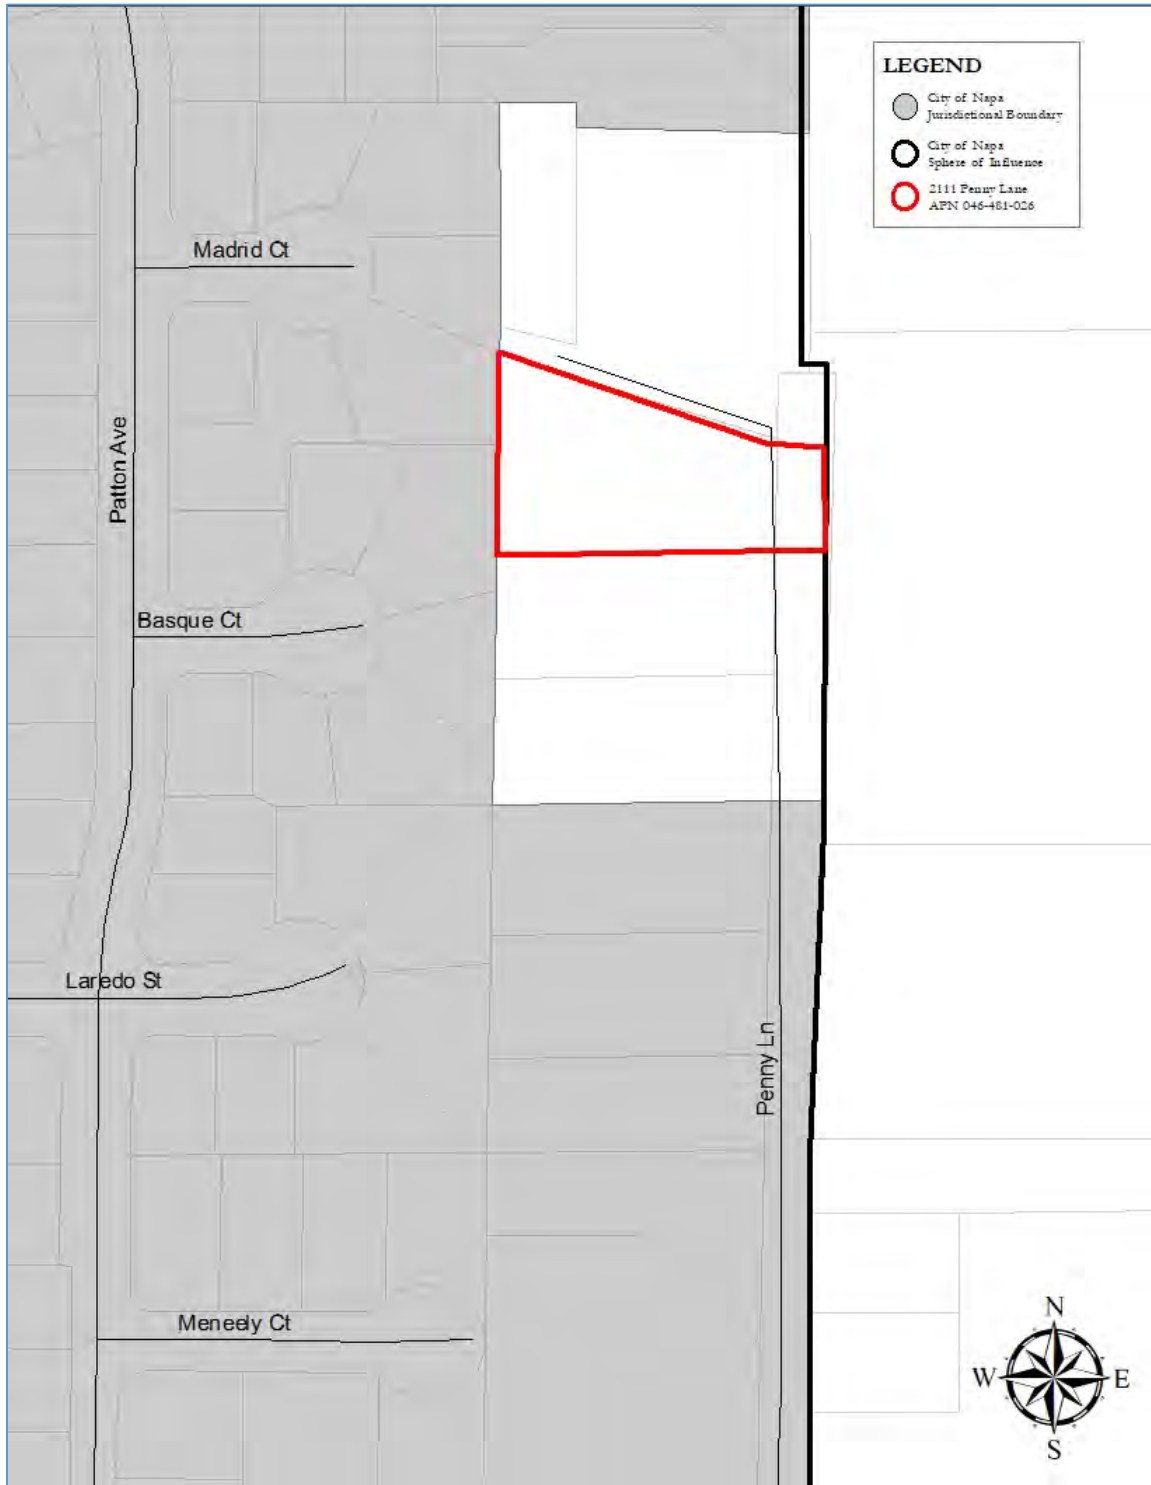 LEGEND
City of Napa
Jurisdictional Boundary
City of Napa
Sphere of Influence
2111 Penny Lane
APN 046-481-026
Madrid Ct
Patton Ave
Basque Ct
Laredo St
Penny Ln
Meneely Ct
N
W
E
S